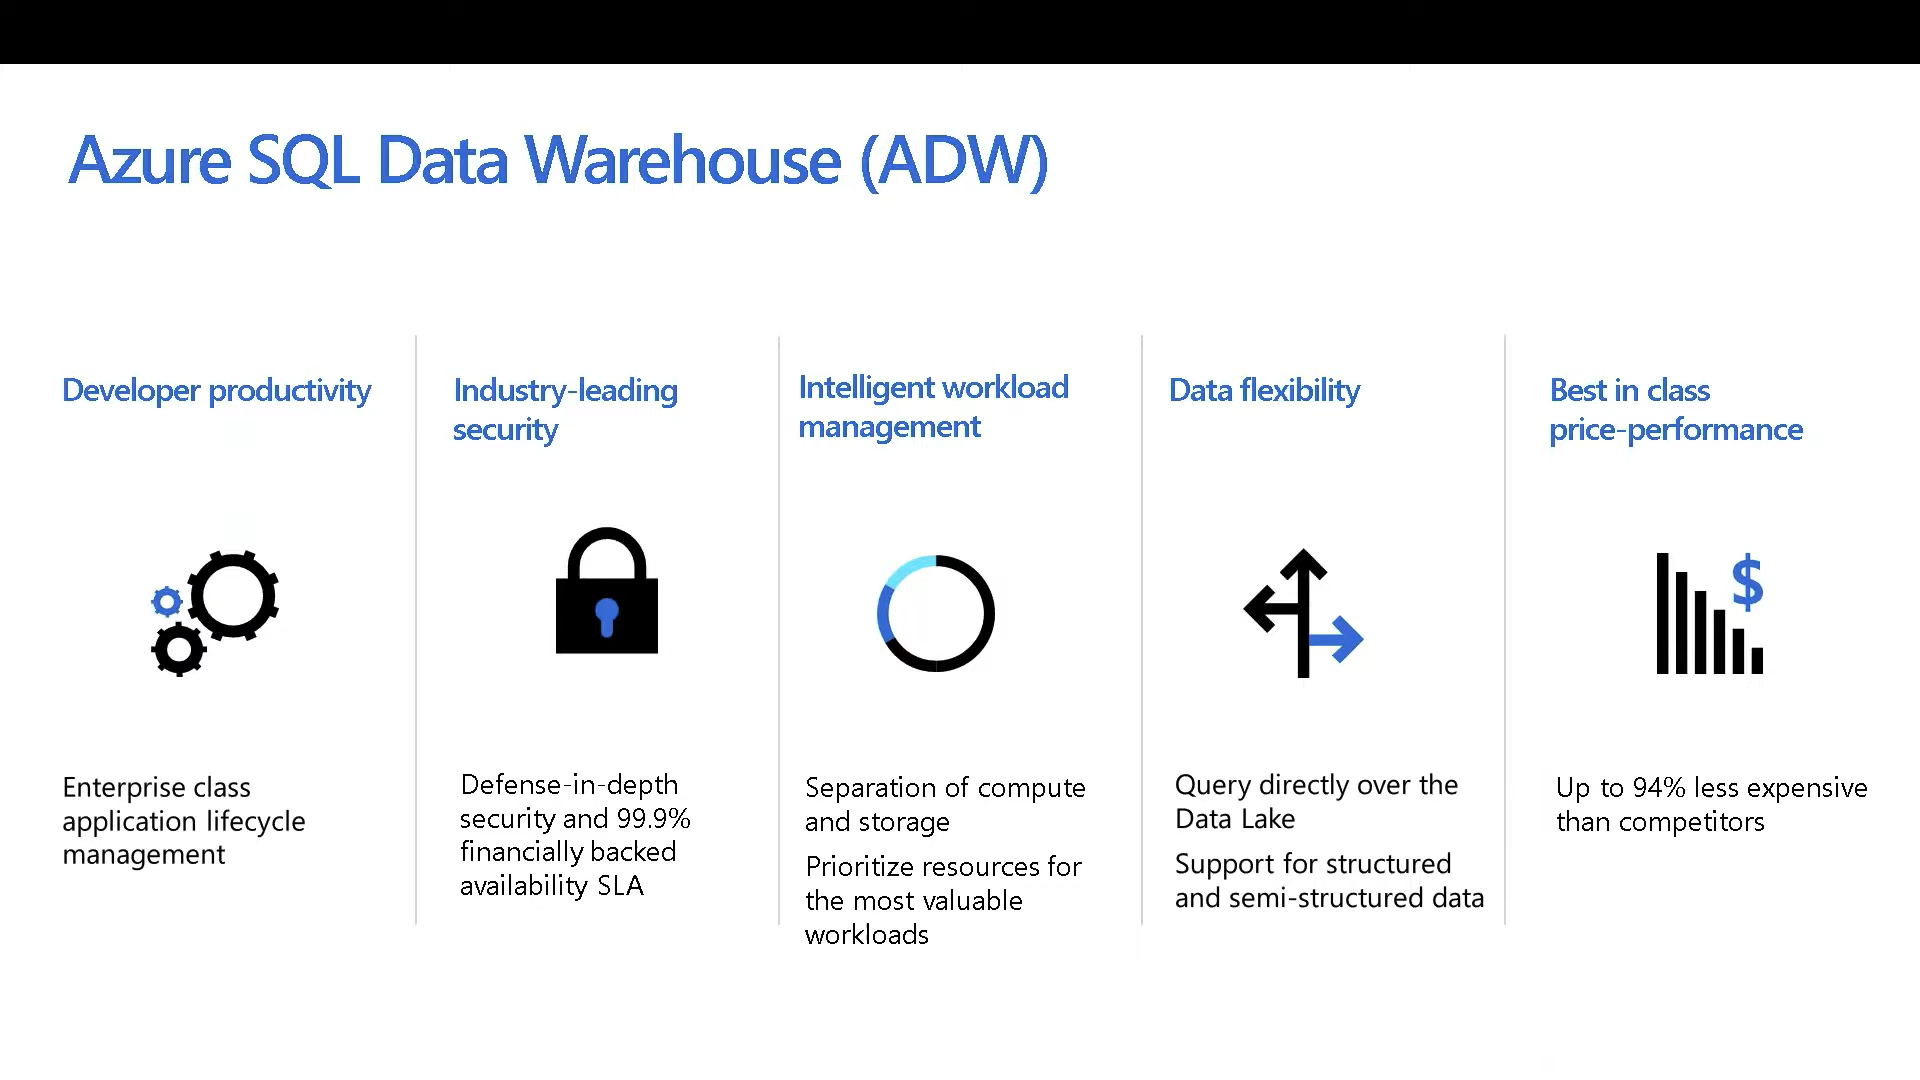 Azure SQL Data Warehouse (ADW)
Developer productivity
Enterprise class
application lifecycle
management
Industry-leading
security
Defense-in-depth
security and 99.9%
financially backed
availability SLA
Intelligent workload
management
Separation of compute
and storage
Prioritize resources for
the most valuable
workloads
Data flexibility
Query directly over the
Data Lake
Support for structured
and semi-structured data
Best in class
price-performance
$
Up to 94% less expensive
than competitors